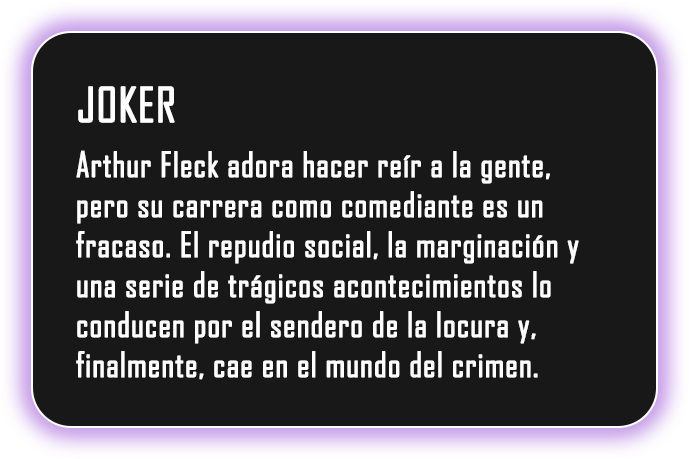 JOKER
Arthur Fleck adora hacer reír a la gente,
pero su carrera como comediante es un
fracaso. El repudio social, la marginación y
una serie de trágicos acontecimientos lo
conducen por el sendero de la locura y,
finalmente, cae en el mundo del crimen.